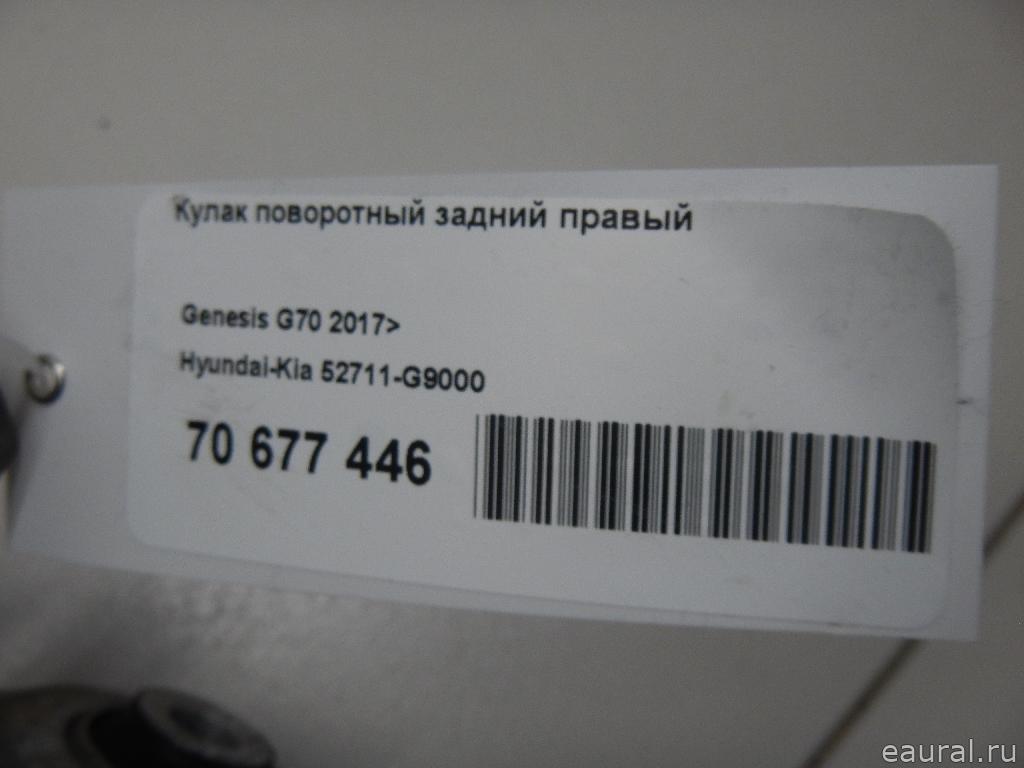 Кулак поворотный задний правый
Genesis G70 2017>
Hyundai-Kia 52711-G9000
70 677 446
eaural.ru